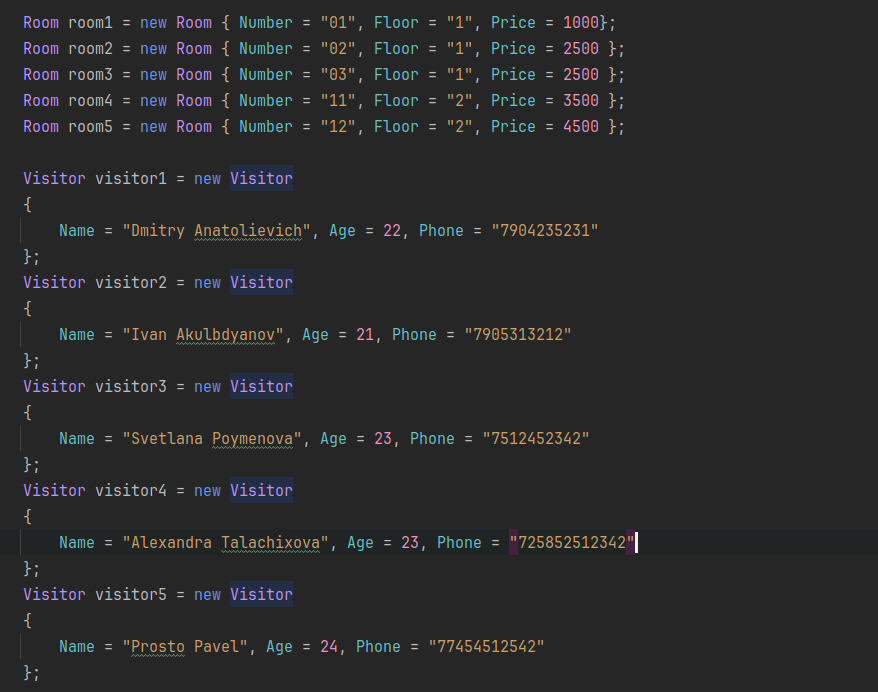 Room room1 = new Room { Number = "01", Floor = "1", Price = 1000};
Room room2 = new Room { Number = "02", Floor = "1", Price = 2500 };
Room room3 = new Room { Number = "03", Floor = "1", Price = 2500 };
Room room4 = new Room { Number = "11", Floor = "2", Price = 3500 };
Room room5 = new Room { Number = "12", Floor = "2", Price = 4500 };
Visitor visitor1 = new Visitor
{
Name = "Dmitry Anatolievich", Age = 22, Phone = "7904235231"
};
Visitor visitor2 = new Visitor
{
Name = "Ivan Akulbdyanov", Age = 21, Phone = "7905313212"
};
Visitor visitor3 = new Visitor
{
Name = "Svetlana Poymenova", Age = 23, Phone = "7512452342"
};
Visitor visitor4 = new Visitor
{
Name = "Alexandra Talachixova", Age = 23, Phone = "725852512342"
};
Visitor visitor5 = new Visitor
{
Name = "Prosto Pavel", Age = 24, Phone = "77454512542"
};